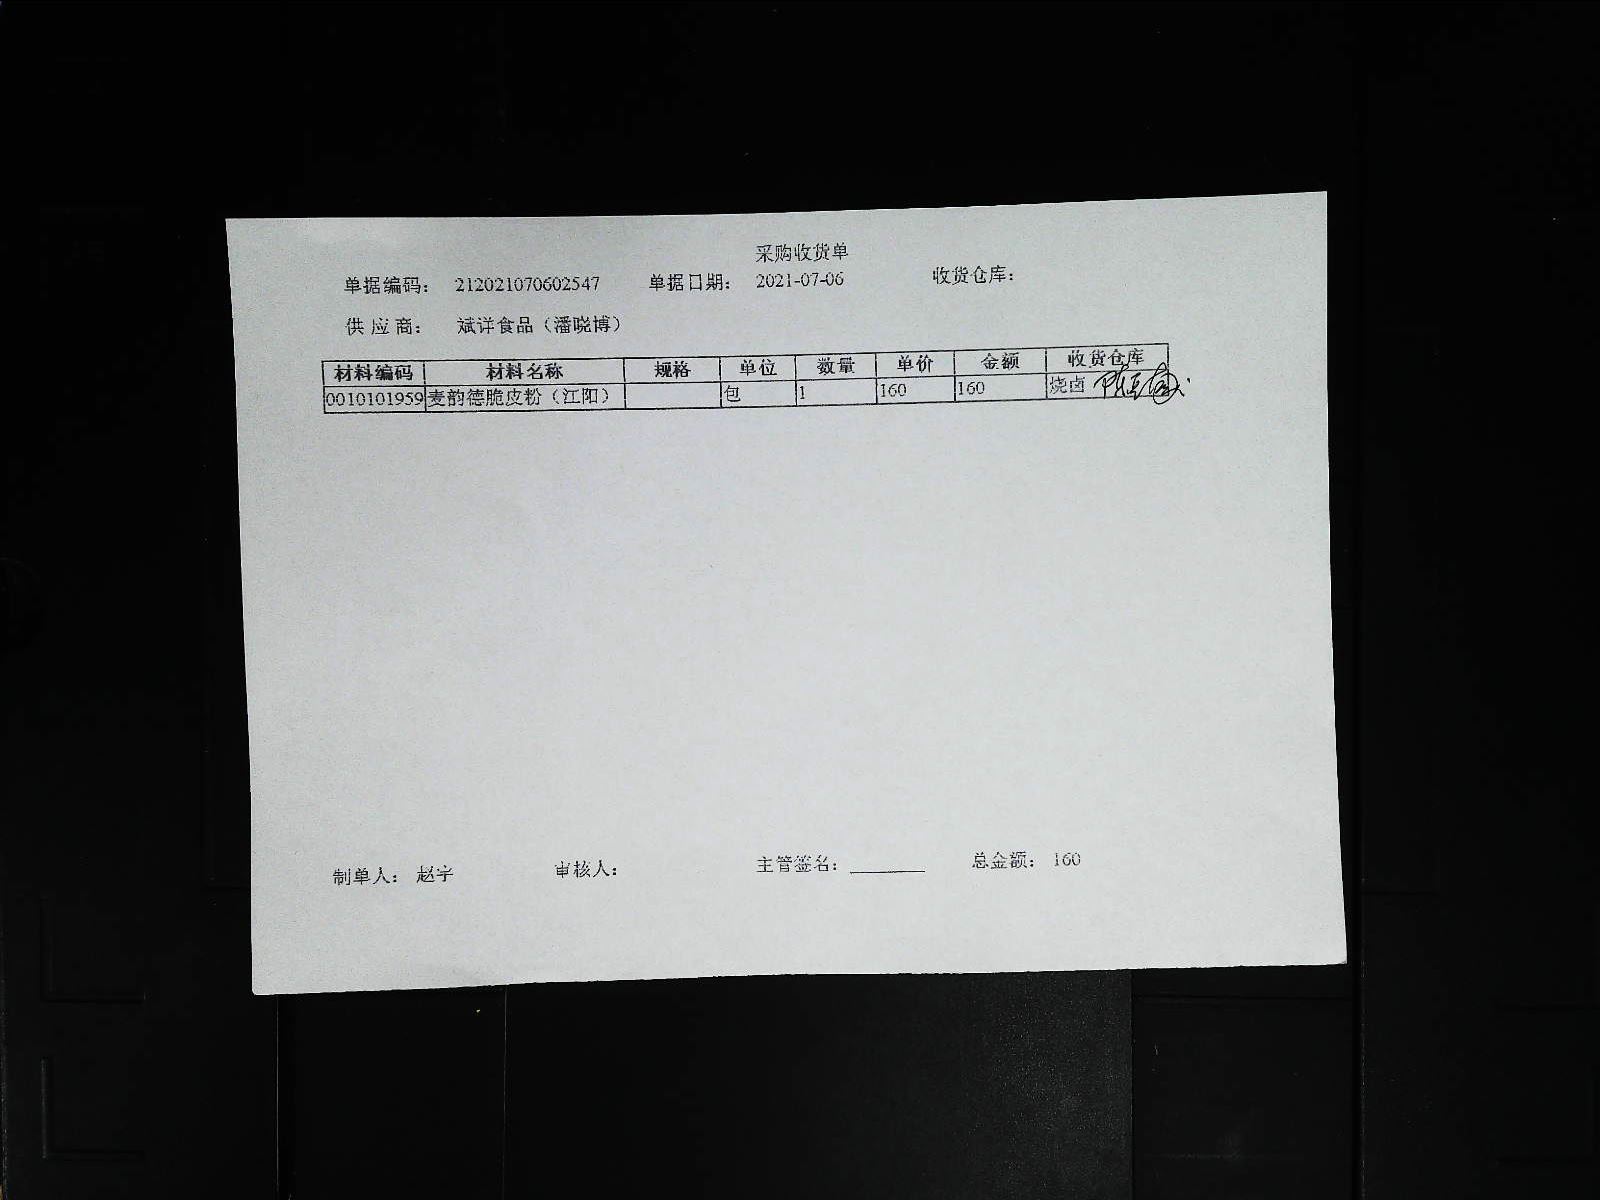 采购收货单
单据编码： 212021070602547 单据日期： 2021-07-06 收货仓库：
供 应 商： 斌详食品（潘晓博）
材料编码 材料名称 规格 单位 数量 单价 金额 收货仓库
0010101959 麦韵德脆皮粉（江阳） 包 1 160 160 烧卤
制单人： 赵宇 审核人： 主管签名： 总金额： 160